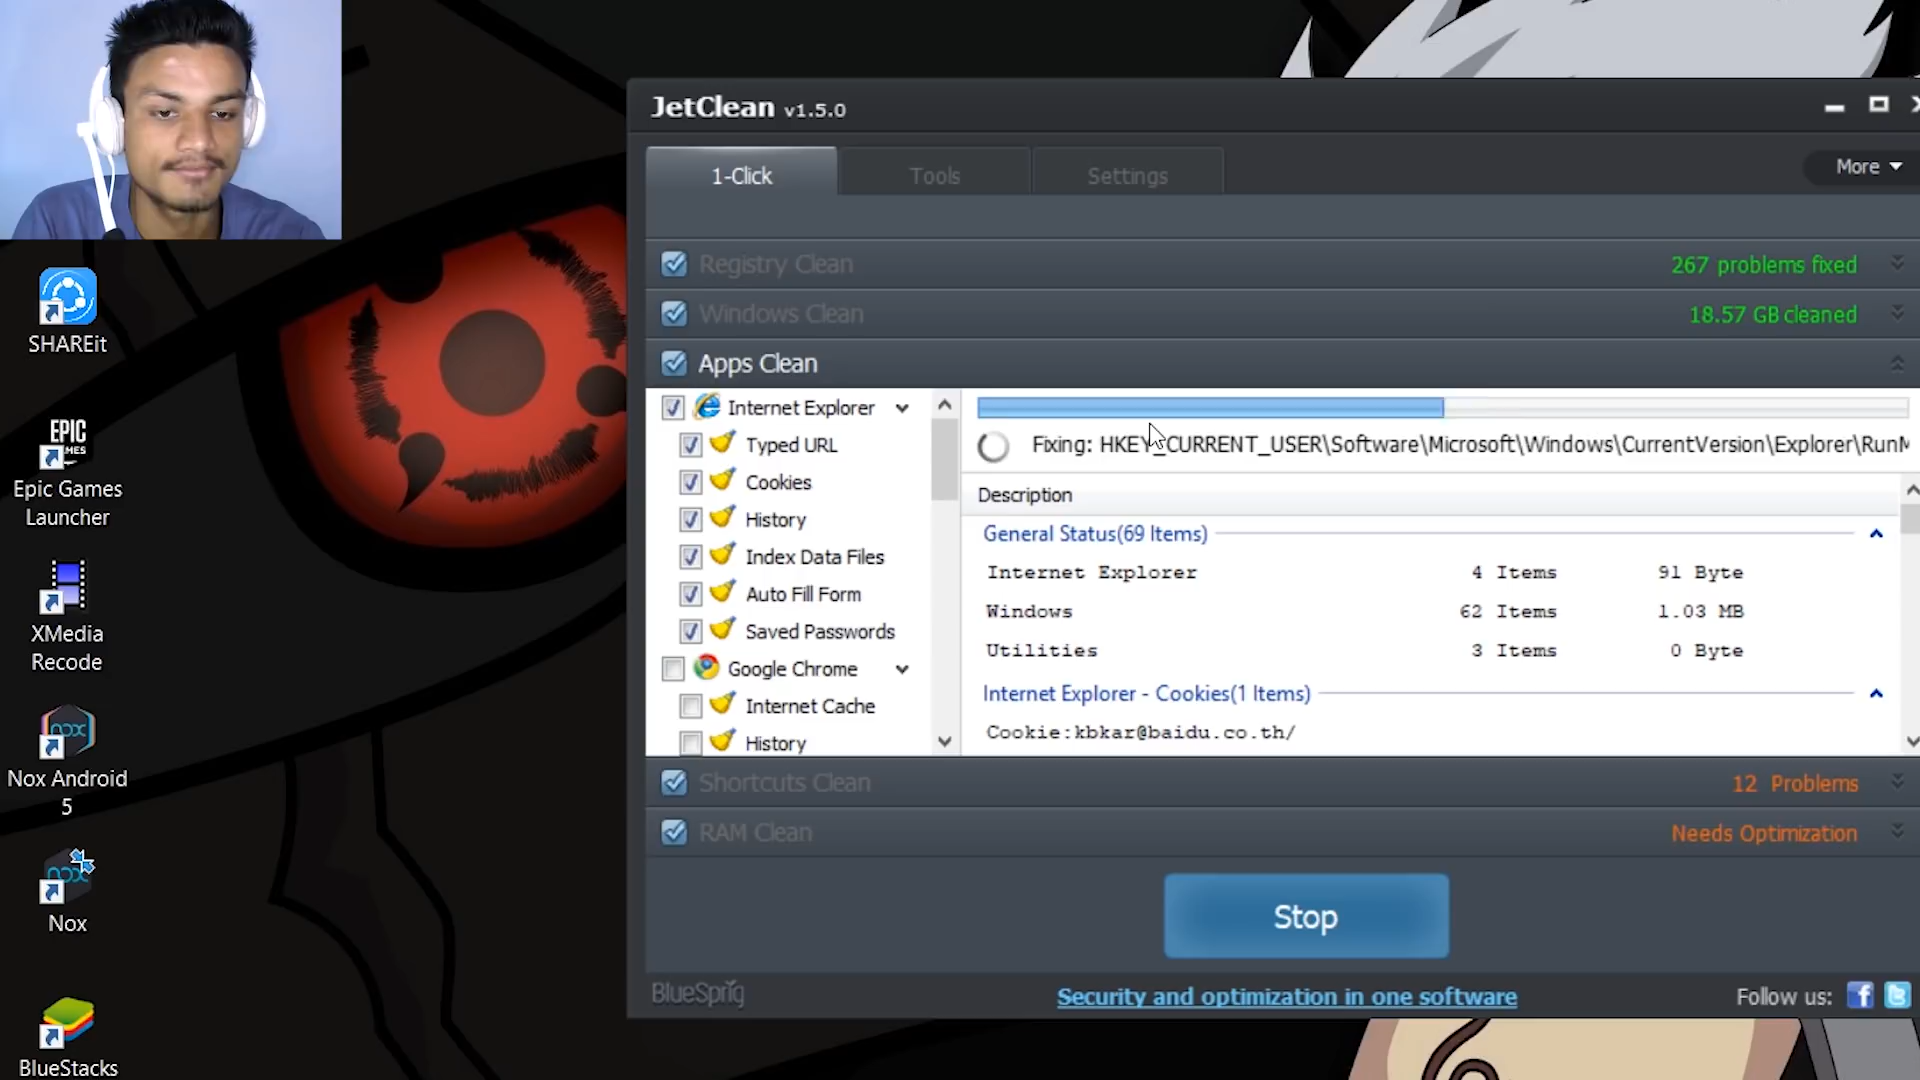 JetClean v1.5.0
1-Click
Tools
Settings
More
Registry Clean
267 problems fixed
Windows Clean
18.57 GB cleaned
Apps Clean
Internet Explorer
Typed URL
Cookies
History
Index Data Files
Auto Fill Form
Saved Passwords
Google Chrome
Internet Cache
History
Fixing: HKEY_CURRENT_USER\Software\Microsoft\Windows\CurrentVersion\Explorer\RunM
Description
General Status(69 Items)
Internet Explorer 4 Items 91 Byte
Windows 62 Items 1.03 MB
Utilities 3 Items 0 Byte
Internet Explorer - Cookies(1 Items)
Cookie:kbkar@baidu.co.th/
Shortcuts Clean
12 Problems
RAM Clean
Needs Optimization
Stop
BlueSprig
Security and optimization in one software
Follow us:
SHAREit
EPIC
GAMES
Epic Games
Launcher
XMedia
Recode
nox
Nox Android
5
nox
Nox
BlueStacks